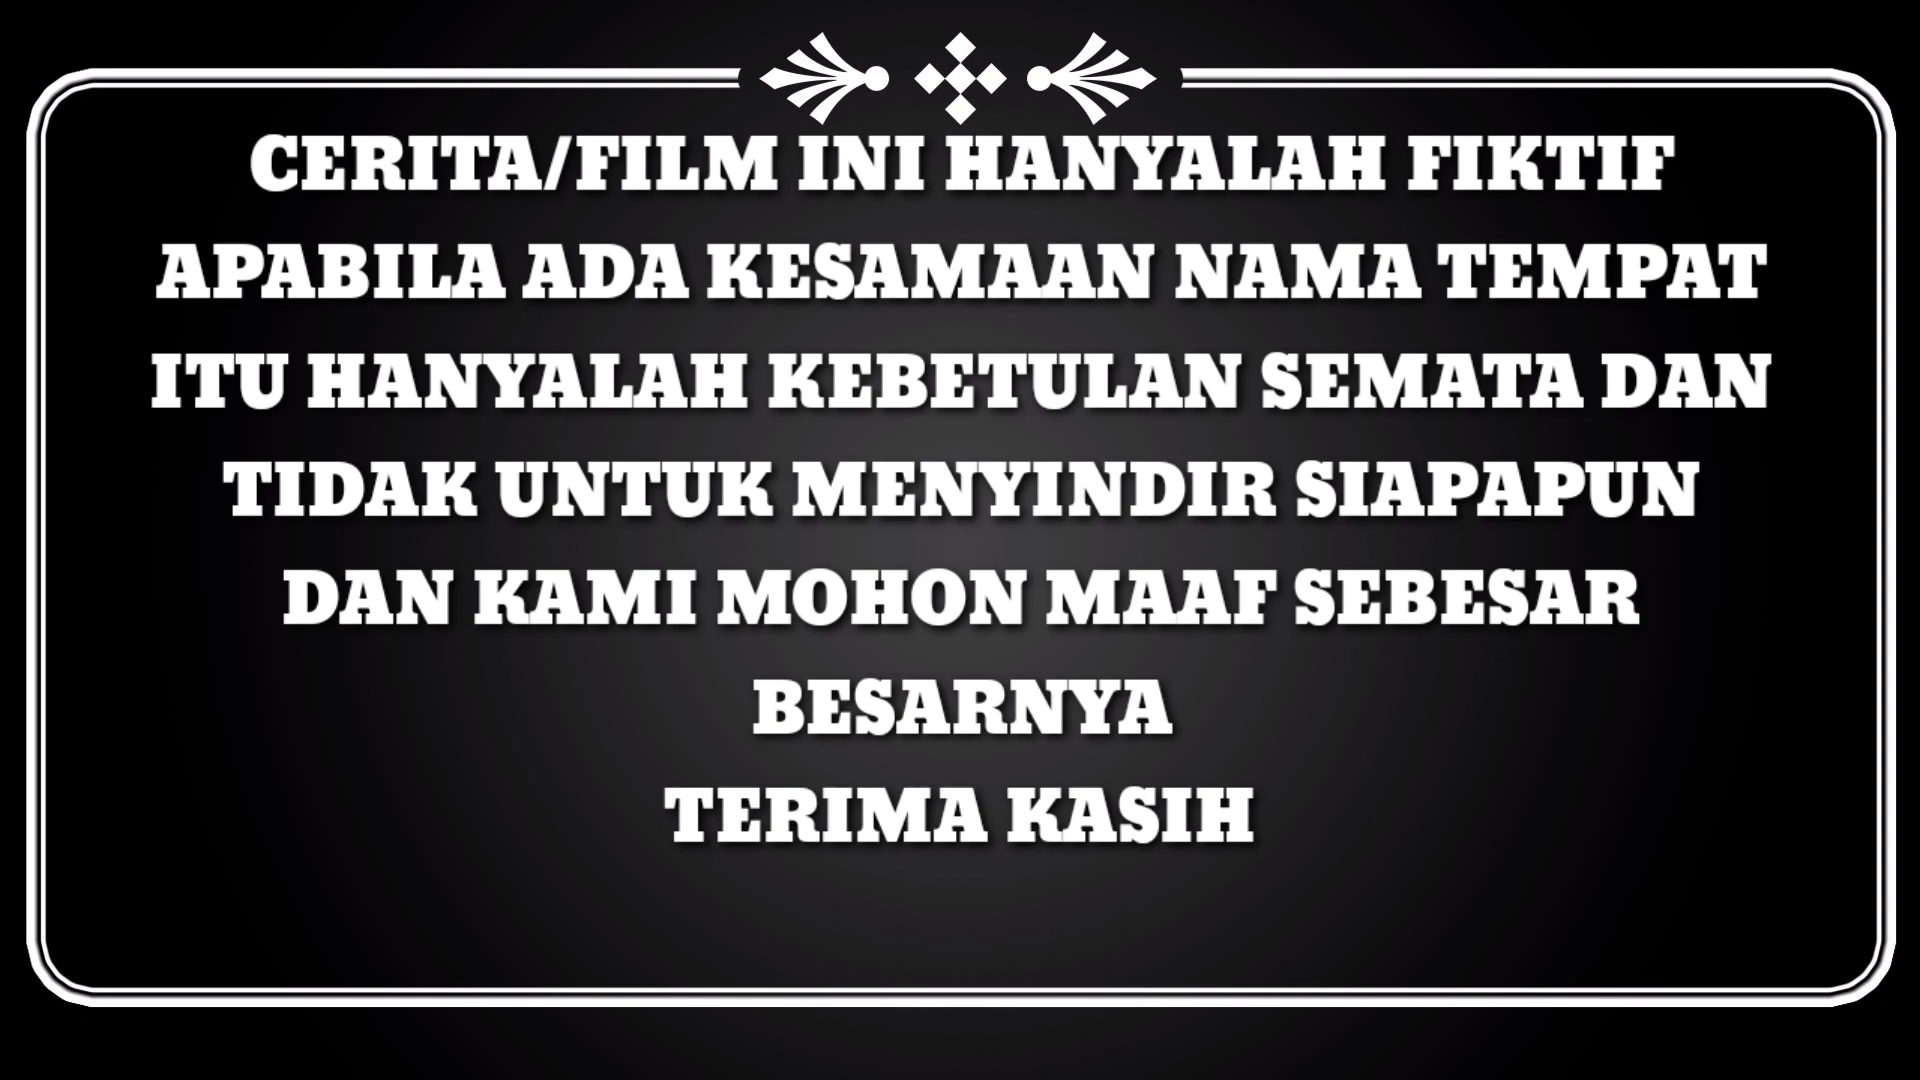 CERITA/FILM INI HANYALAH FIKTIF
APABILA ADA KESAMAAN NAMA TEMPAT
ITU HANYALAH KEBETULAN SEMATA DAN
TIDAK UNTUK MENYINDIR SIAPAPUN
DAN KAMI MOHON MAAF SEBESAR
BESARNYA
TERIMA KASIH